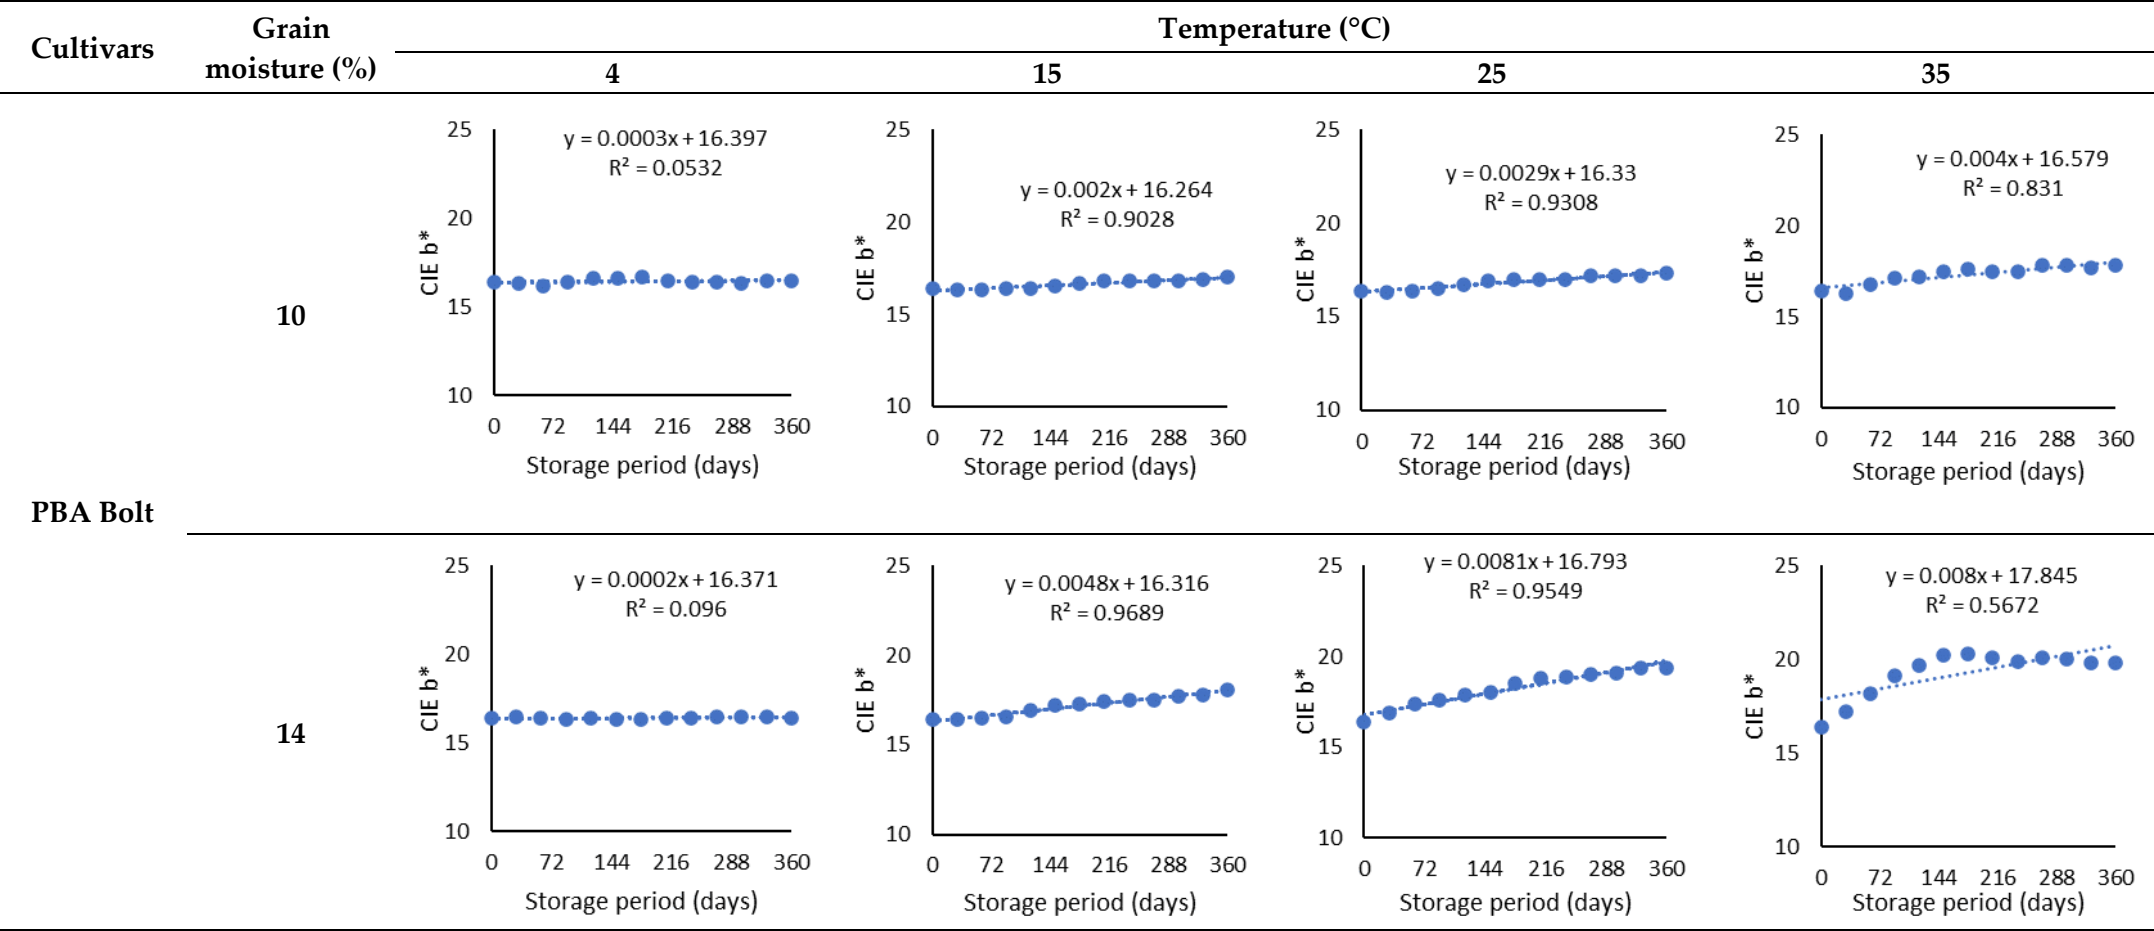 Cultivars
Grain
moisture (%)
Temperature (°C)
4
15
25
35
PBA Bolt
10
25
20
15
10
CIE b*
y = 0.0003x + 16.397
R² = 0.0532
0 72 144 216 288 360
Storage period (days)
25
20
15
10
CIE b*
y = 0.002x + 16.264
R² = 0.9028
0 72 144 216 288 360
Storage period (days)
25
20
15
10
CIE b*
y = 0.0029x + 16.33
R² = 0.9308
0 72 144 216 288 360
Storage period (days)
25
20
15
10
CIE b*
y = 0.004x + 16.579
R² = 0.831
0 72 144 216 288 360
Storage period (days)
14
25
20
15
10
CIE b*
y = 0.0002x + 16.371
R² = 0.096
0 72 144 216 288 360
Storage period (days)
25
20
15
10
CIE b*
y = 0.0048x + 16.316
R² = 0.9689
0 72 144 216 288 360
Storage period (days)
25
20
15
10
CIE b*
y = 0.0081x + 16.793
R² = 0.9549
0 72 144 216 288 360
Storage period (days)
25
20
15
10
CIE b*
y = 0.008x + 17.845
R² = 0.5672
0 72 144 216 288 360
Storage period (days)